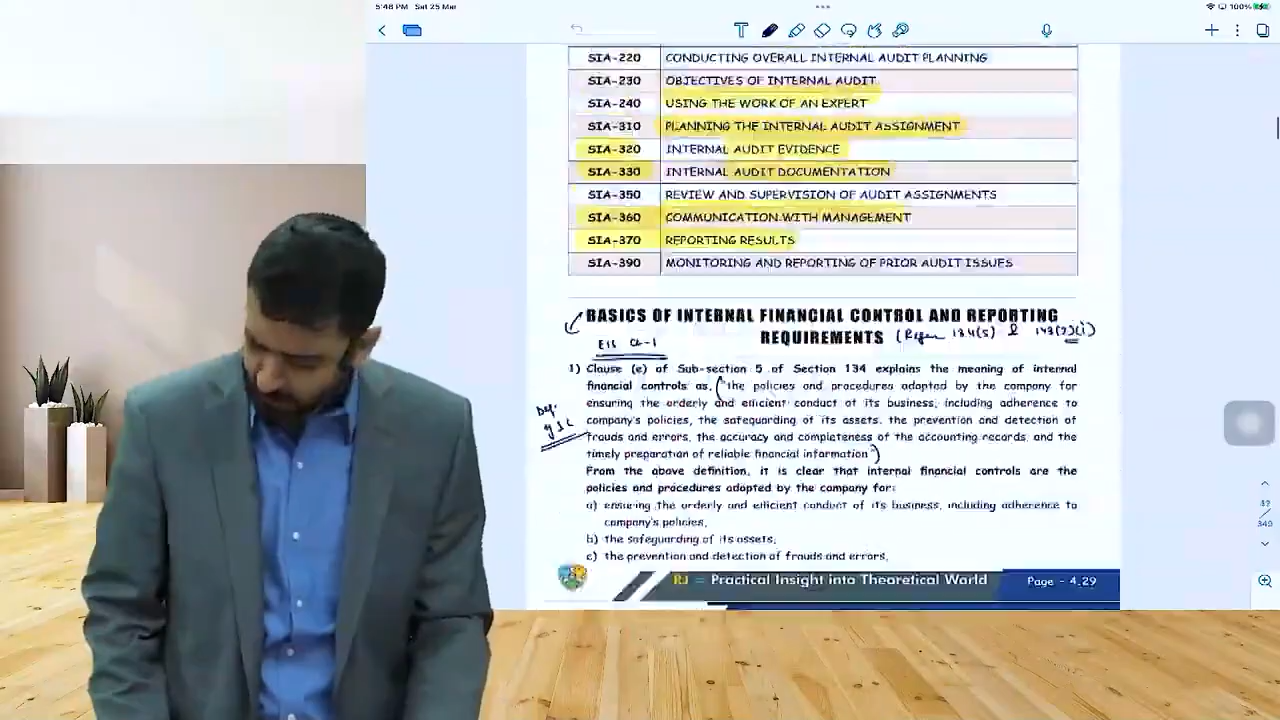 5:48 PM Sat 25 Mar
100%
SIA-220 CONDUCTING OVERALL INTERNAL AUDIT PLANNING
SIA-230 OBJECTIVES OF INTERNAL AUDIT
SIA-240 USING THE WORK OF AN EXPERT
SIA-310 PLANNING THE INTERNAL AUDIT ASSIGNMENT
SIA-320 INTERNAL AUDIT EVIDENCE
SIA-330 INTERNAL AUDIT DOCUMENTATION
SIA-350 REVIEW AND SUPERVISION OF AUDIT ASSIGNMENTS
SIA-360 COMMUNICATION WITH MANAGEMENT
SIA-370 REPORTING RESULTS
SIA-390 MONITORING AND REPORTING OF PRIOR AUDIT ISSUES
BASICS OF INTERNAL FINANCIAL CONTROL AND REPORTING
REQUIREMENTS 134(5) & 143(3)(i)
Ch-1
1) Clause (e) of Sub-section 5 of Section 134 explains the meaning of internal
financial controls as, "the policies and procedures adopted by the company for
ensuring the orderly and efficient conduct of its business, including adherence to
company's policies, the safeguarding of its assets, the prevention and detection of
frauds and errors, the accuracy and completeness of the accounting records, and the
timely preparation of reliable financial information"
From the above definition, it is clear that internal financial controls are the
policies and procedures adopted by the company for:
a) ensuring the orderly and efficient conduct of its business, including adherence to
company's policies,
b) the safeguarding of its assets,
c) the prevention and detection of frauds and errors,
RJ = Practical Insight into Theoretical World Page - 4.29
349